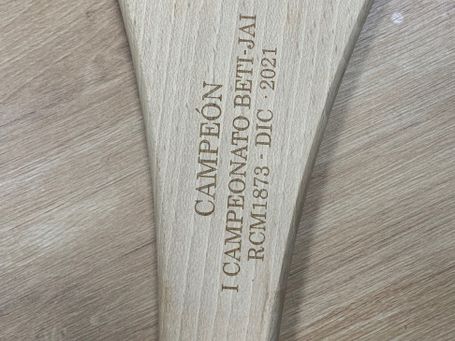 CAMPEÓN
I CAMPEONATO BETI-JAI
RCM1873 - DIC · 2021